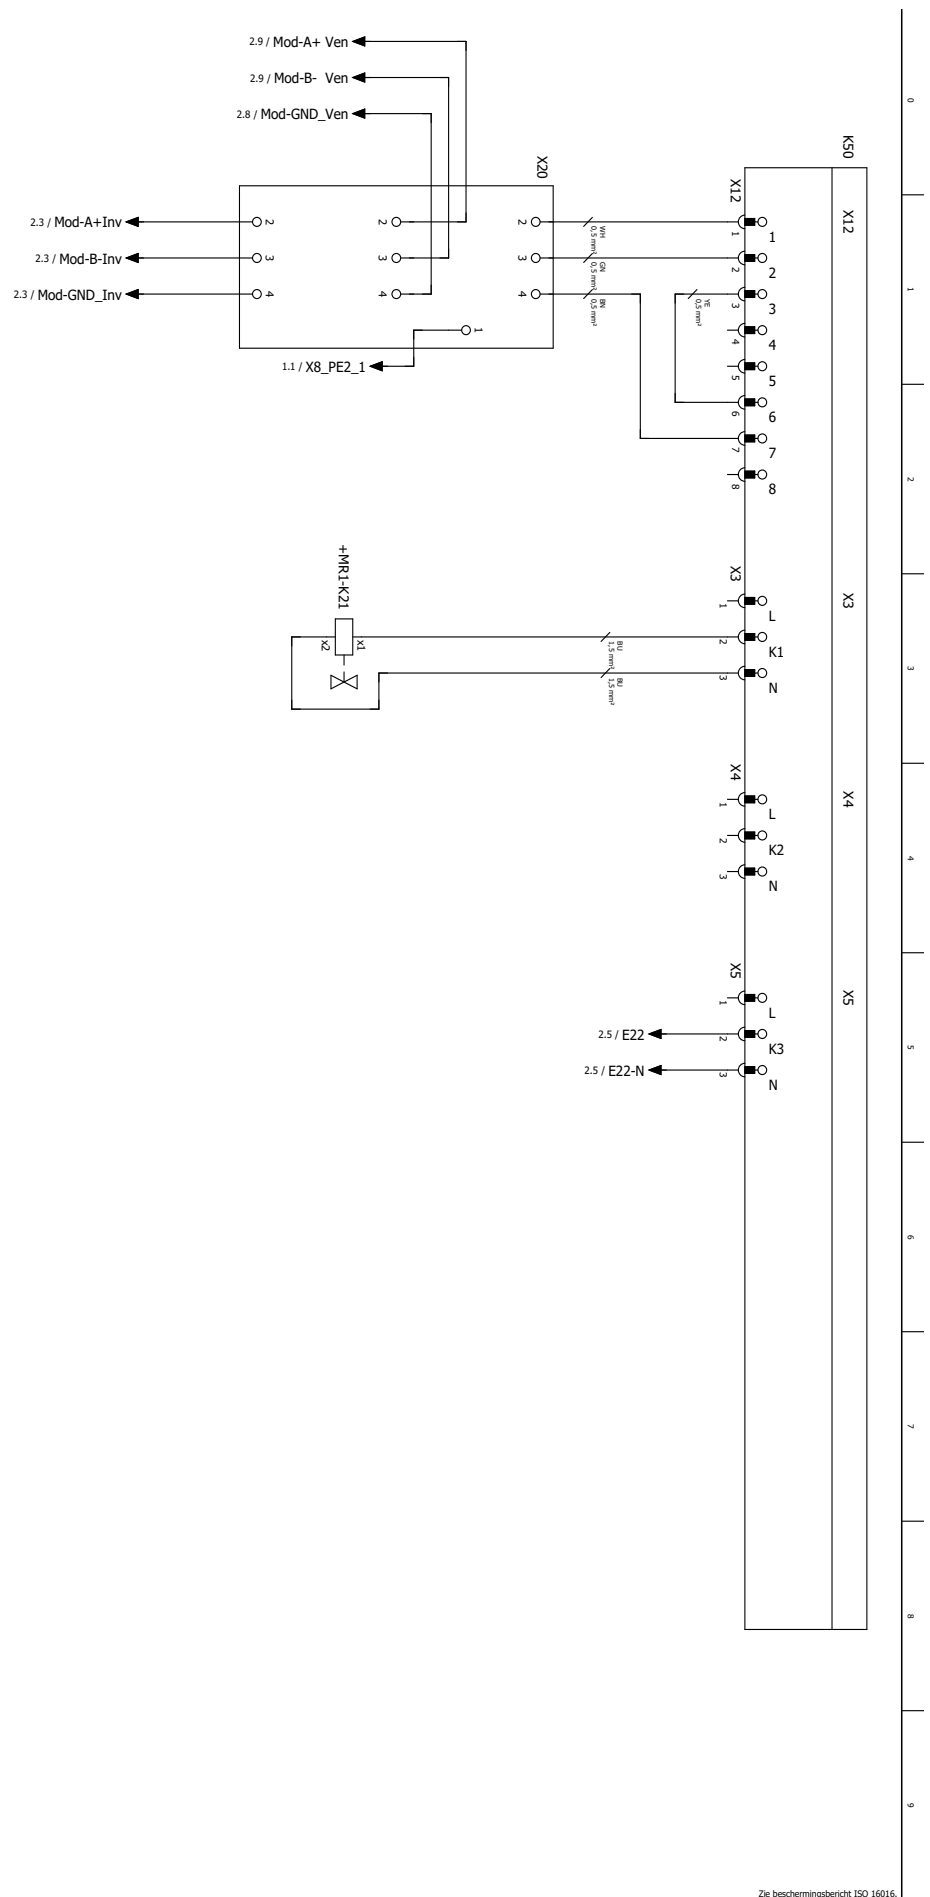 2.9 / Mod-A+ Ven
2.9 / Mod-B- Ven
2.8 / Mod-GND_Ven
0
K50
X20
X12
X12
2.3 / Mod-A+Inv
2
2
2
WH
0,5 mm²
1
1
2.3 / Mod-B-Inv
3
3
3
GN
0,5 mm²
2
2
2.3 / Mod-GND_Inv
4
4
4
BN
0,5 mm²
YE
0,5 mm²
3
3
1
1
4
4
1.1 / X8_PE2_1
5
5
6
6
7
7
8
8
2
+MR1-K21
X3
X3
1
L
x2
x1
BU
1,5 mm²
2
K1
BU
1,5 mm²
3
N
3
X4
X4
1
L
2
K2
3
N
4
X5
X5
1
L
2.5 / E22
2
K3
5
2.5 / E22-N
3
N
6
7
8
9
Zie beschermingsbericht ISO 16016.